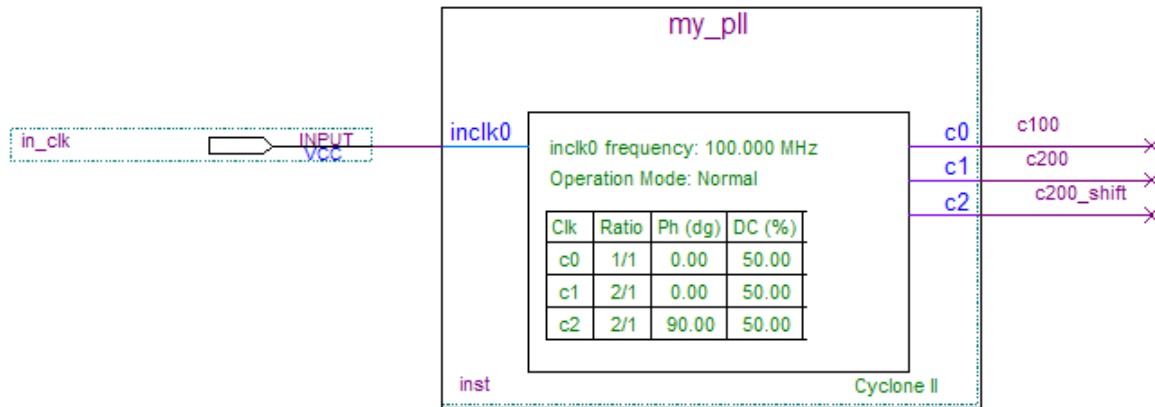 my_pll
in_clk
INPUT
VCC
inclk0
inclk0 frequency: 100.000 MHz
Operation Mode: Normal
Clk Ratio Ph (dg) DC (%)
c0 1/1 0.00 50.00
c1 2/1 0.00 50.00
c2 2/1 90.00 50.00
c0 c100
c1 c200
c2 c200_shift
inst
Cyclone II